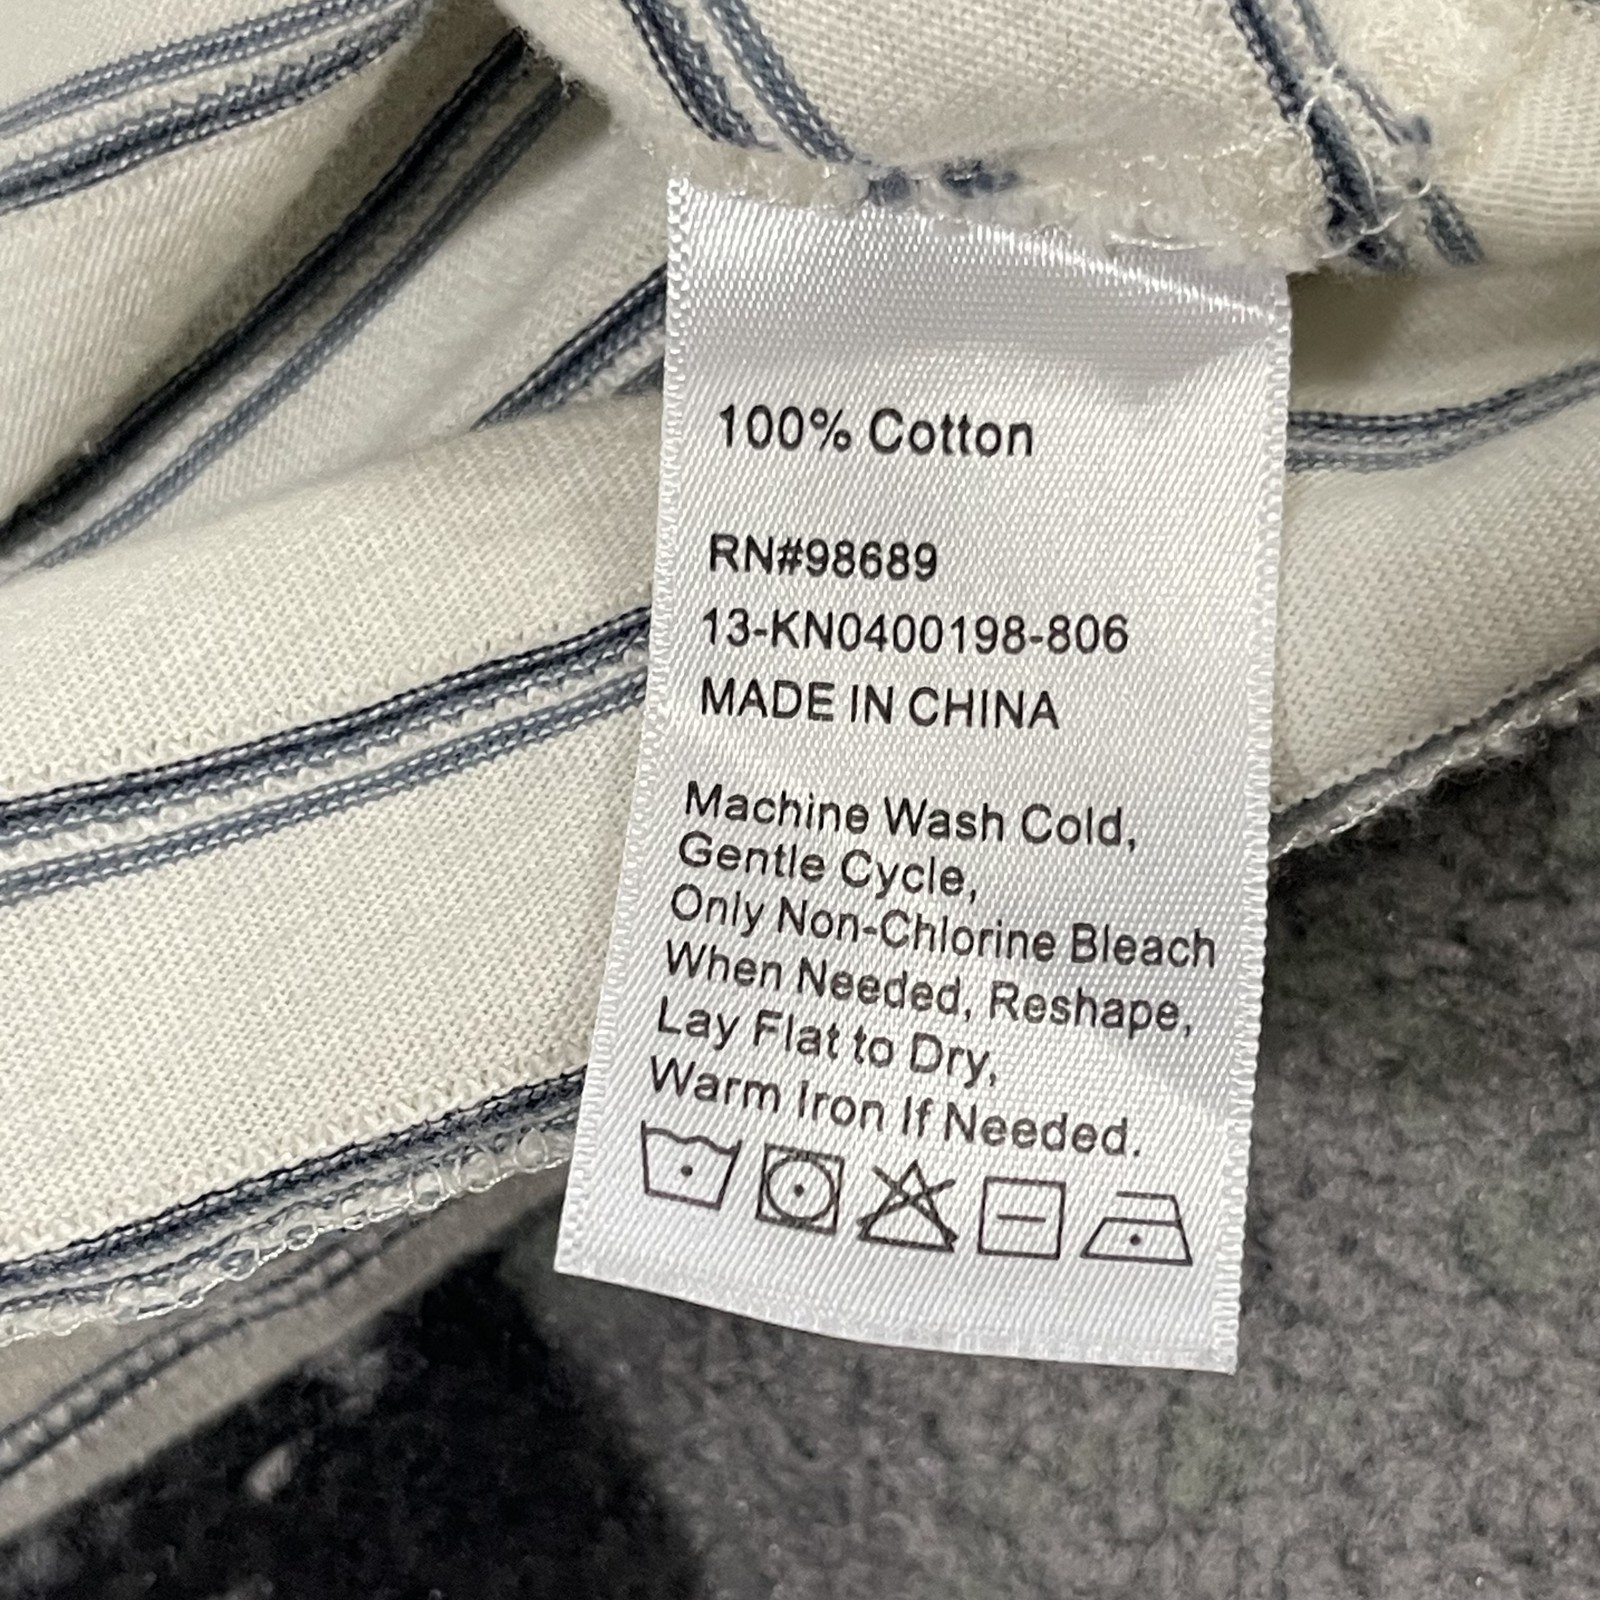 100% Cotton
RN#98689
13-KN0400198-806
MADE IN CHINA
Machine Wash Cold,
Gentle Cycle,
Only Non-Chlorine Bleach
When Needed, Reshape,
Lay Flat to Dry,
Warm Iron If Needed.